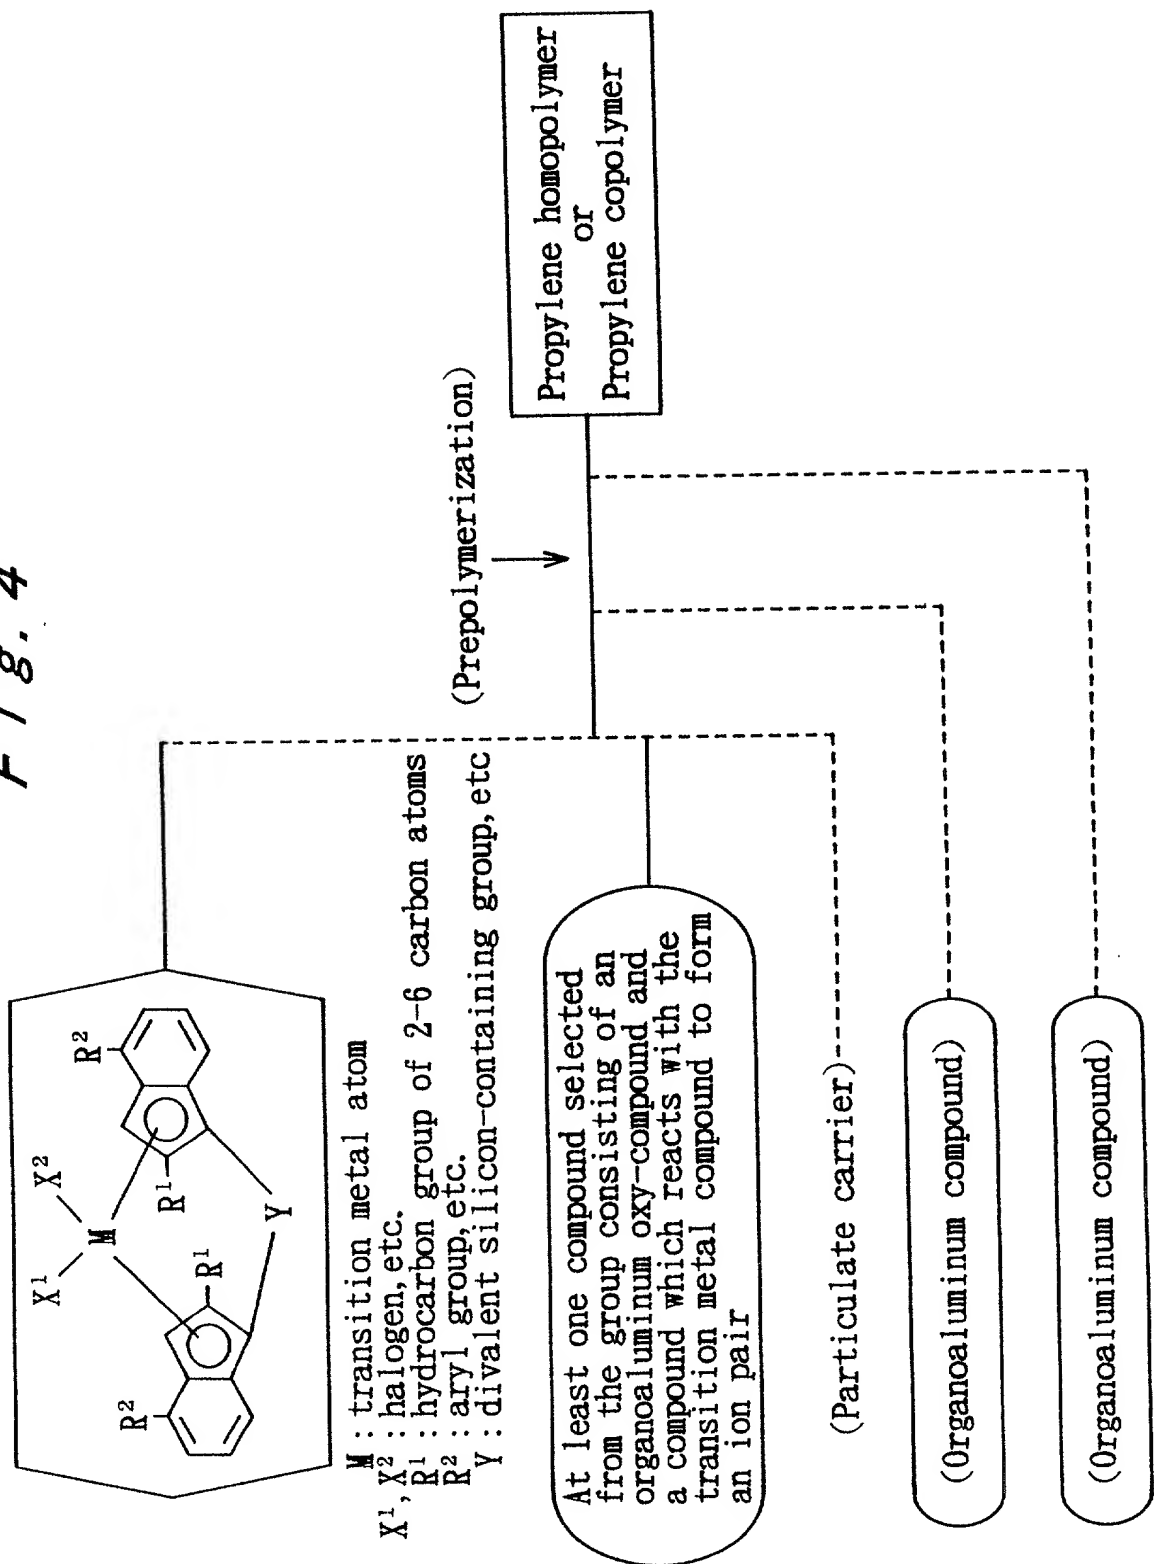 Fig. 4
X¹
X²
M
R²
R¹
R¹
R²
Y
M : transition metal atom
X¹, X² : halogen, etc.
R¹ : hydrocarbon group of 2-6 carbon atoms
R² : aryl group, etc.
Y : divalent silicon-containing group, etc
At least one compound selected
from the group consisting of an
organoaluminum oxy-compound and
a compound which reacts with the
transition metal compound to form
an ion pair
(Particulate carrier)
(Organoaluminum compound)
(Organoaluminum compound)
(Prepolymerization)
Propylene homopolymer
or
Propylene copolymer